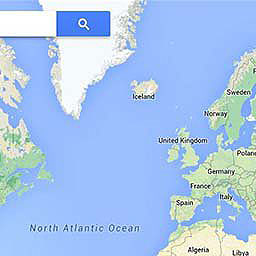 Iceland
Sweden
Norway
United Kingdom
Poland
Germany
France
Spain
Italy
North Atlantic Ocean
Algeria
Libya